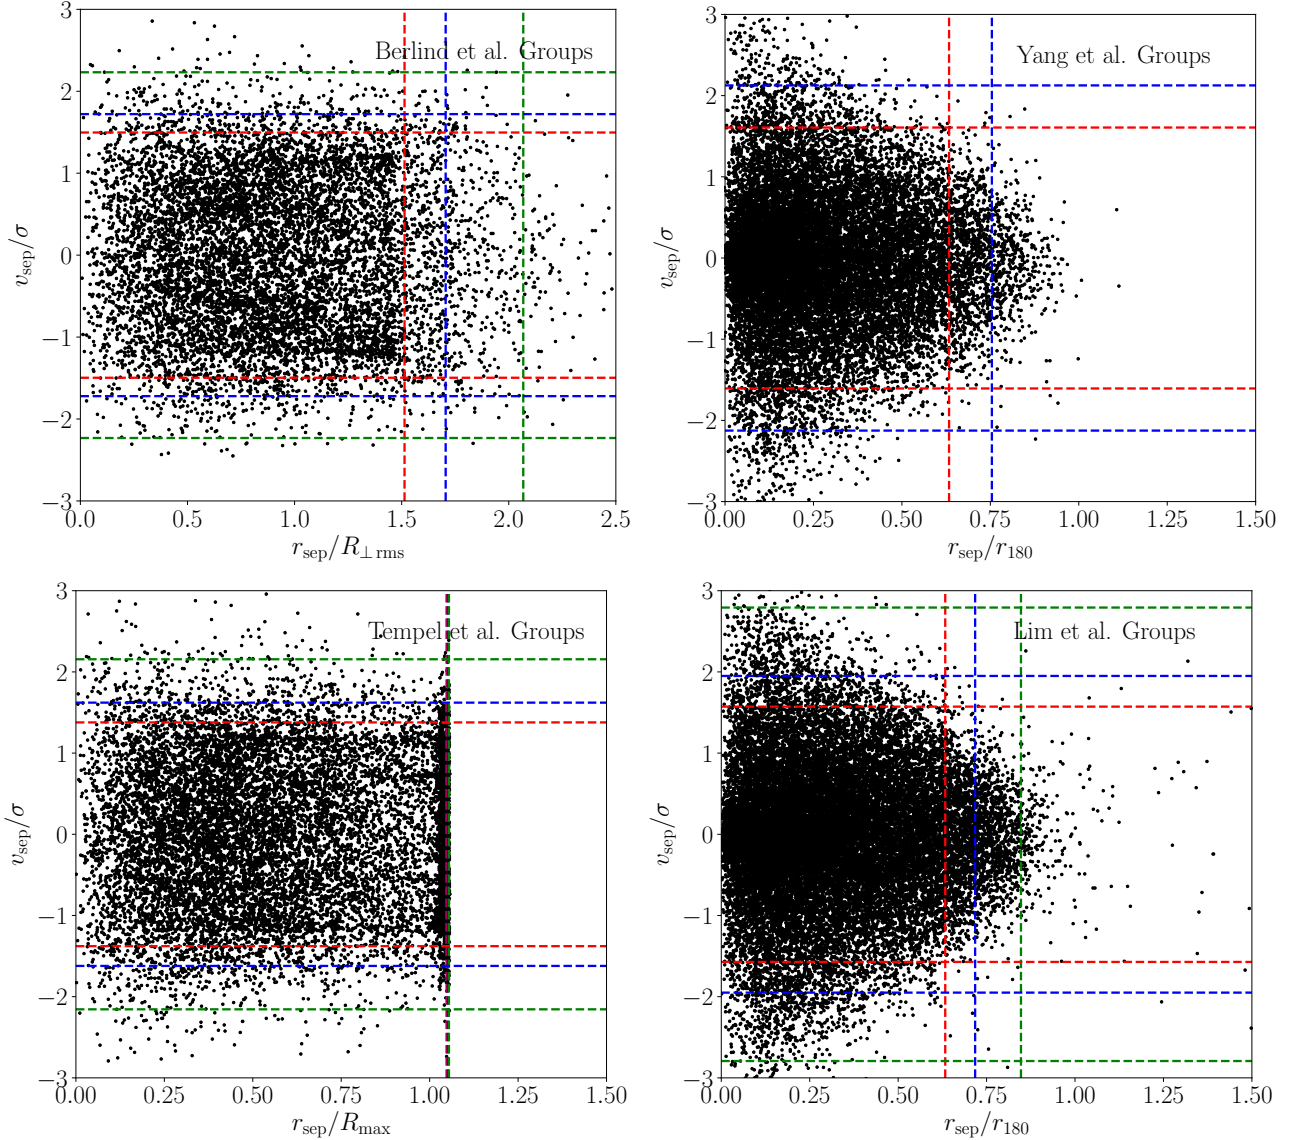 Berlind et al. Groups
2
1
0
−1
−2
−3
v_sep/σ
0.0 0.5 1.0 1.5 2.0 2.5
r_sep/R_⊥ rms
Yang et al. Groups
3
2
1
0
−1
−2
−3
v_sep/σ
0.00 0.25 0.50 0.75 1.00 1.25 1.50
r_sep/r_180
Tempel et al. Groups
3
2
1
0
−1
−2
−3
v_sep/σ
0.00 0.25 0.50 0.75 1.00 1.25 1.50
r_sep/R_max
Lim et al. Groups
3
2
1
0
−1
−2
−3
v_sep/σ
0.00 0.25 0.50 0.75 1.00 1.25 1.50
r_sep/r_180